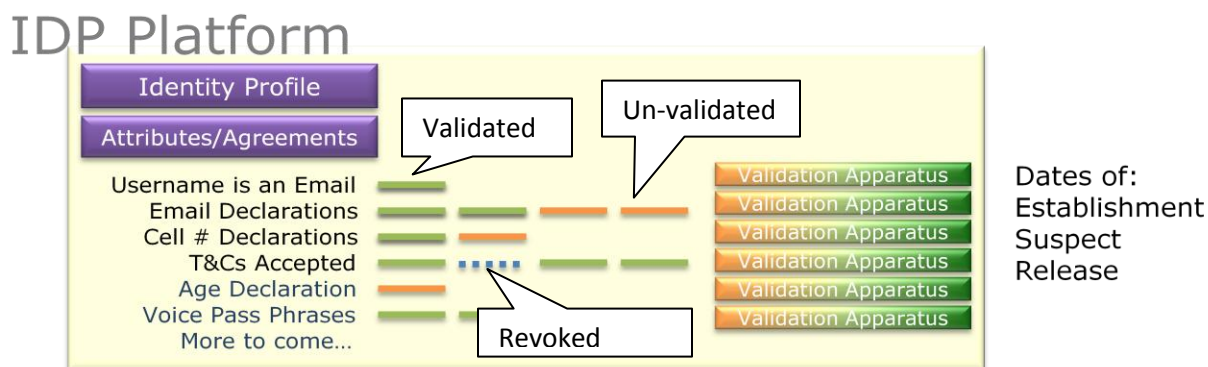 IDP Platform
Identity Profile
Attributes/Agreements
Validated
Un-validated
Username is an Email
Email Declarations
Cell # Declarations
T&Cs Accepted
Age Declaration
Voice Pass Phrases
More to come…
Revoked
Validation Apparatus
Validation Apparatus
Validation Apparatus
Validation Apparatus
Validation Apparatus
Validation Apparatus
Dates of:
Establishment
Suspect
Release